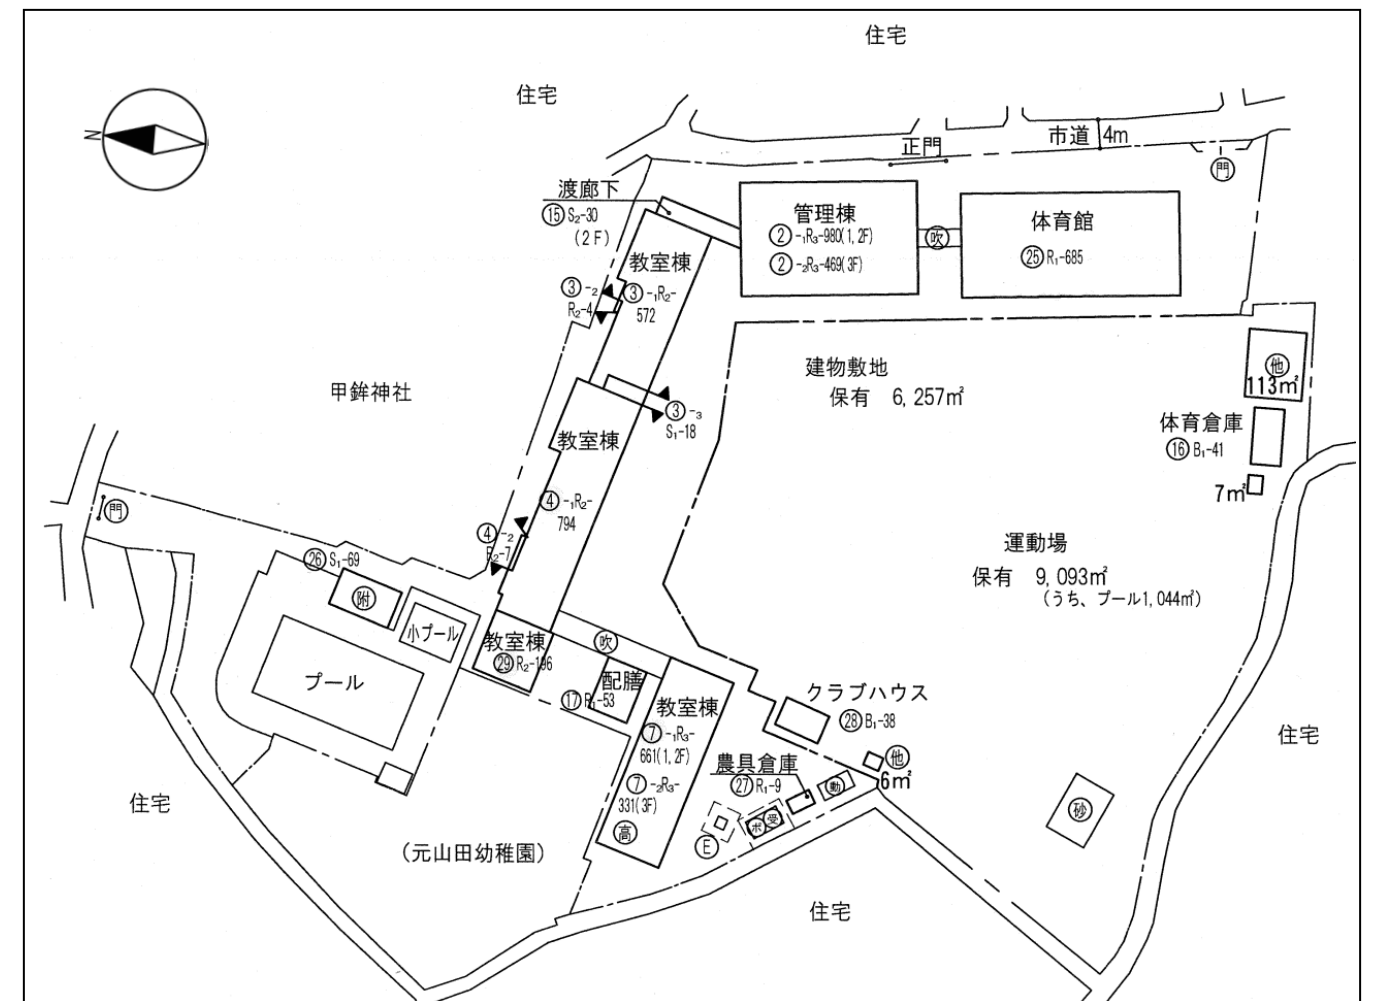 住宅
住宅
N
市道 4m
正門
門
渡廊下
⑮ S₂-30
(2F)
管理棟
② -₁R₃-980(1,2F)
② -₂R₃-469(3F)
吹
体育館
㉕ R₁-685
教室棟
③ -₁R₂-
572
③ -₂
R₂-4
建物敷地
保有 6,257㎡
他
113㎡
甲鉾神社
③ -₃
S₁-18
教室棟
体育倉庫
⑯ B₁-41
7㎡
④ -₁R₂-
794
門
④ -₂
R₂-7
運動場
保有 9,093㎡
(うち、プール1,044㎡)
㉖ S₁-69
附
小プール
教室棟
㉙ R₂-196
吹
プール
配膳
⑰ R₁-53
教室棟
⑦ -₁R₃-
661(1,2F)
⑦ -₂R₃-
331(3F)
高
クラブハウス
㉘ B₁-38
住宅
他
6㎡
農具倉庫
㉗ R₁-9
動
ポ
受
E
砂
住宅
(元山田幼稚園)
住宅